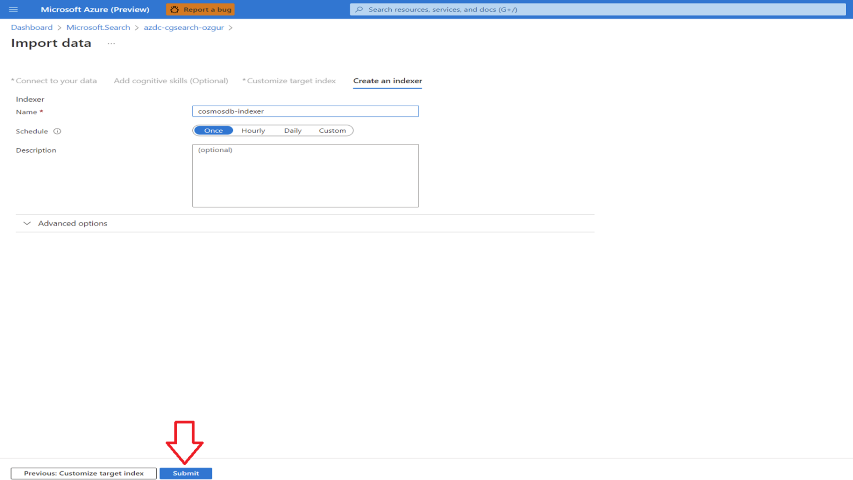 Microsoft Azure (Preview) Report a bug Search resources, services, and docs (G+/)
Dashboard > Microsoft.Search > azdc-cgsearch-ozgur >
Import data ...
* Connect to your data Add cognitive skills (Optional) * Customize target index Create an indexer
Indexer
Name * cosmosdb-indexer
Schedule Once Hourly Daily Custom
Description (optional)
Advanced options
Previous: Customize target index Submit